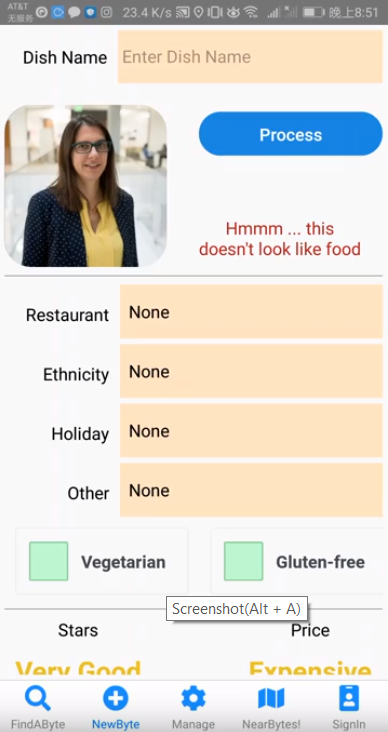 AT&T
无服务
23.4 K/s
晚上8:51
Dish Name
Enter Dish Name
Process
Hmmm ... this
doesn't look like food
Restaurant
None
Ethnicity
None
Holiday
None
Other
None
Vegetarian
Gluten-free
Screenshot(Alt + A)
Stars
Price
Very Good
Expensive
FindAByte
NewByte
Manage
NearBytes!
SignIn